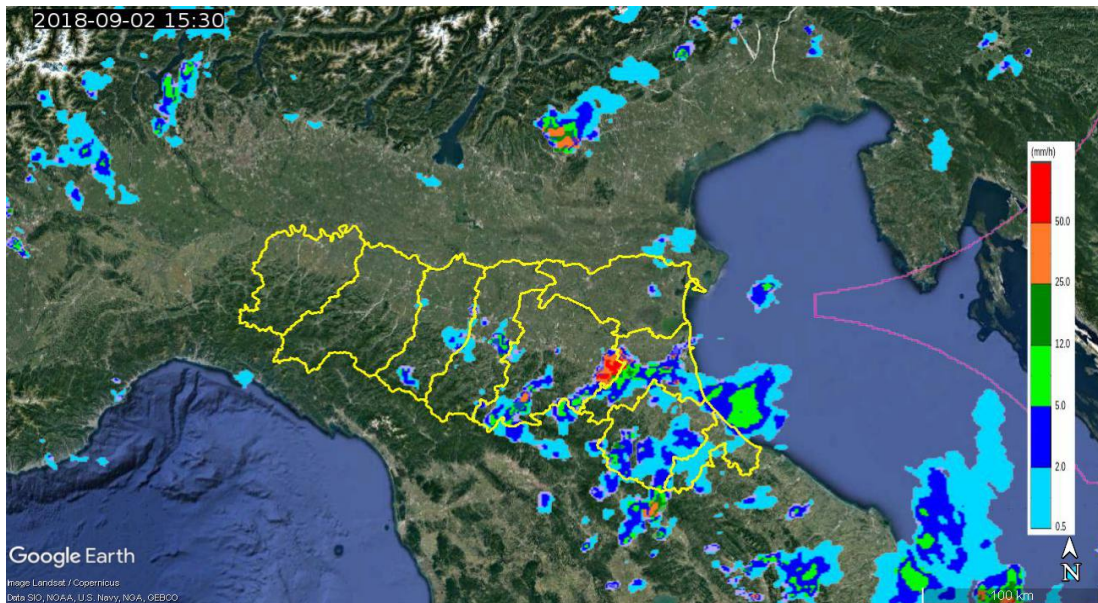 2018-09-02 15:30
(mm/h)
50.0
25.0
12.0
5.0
2.0
0.5
N
100 km
Google Earth
Image Landsat / Copernicus
Data SIO, NOAA, U.S. Navy, NGA, GEBCO